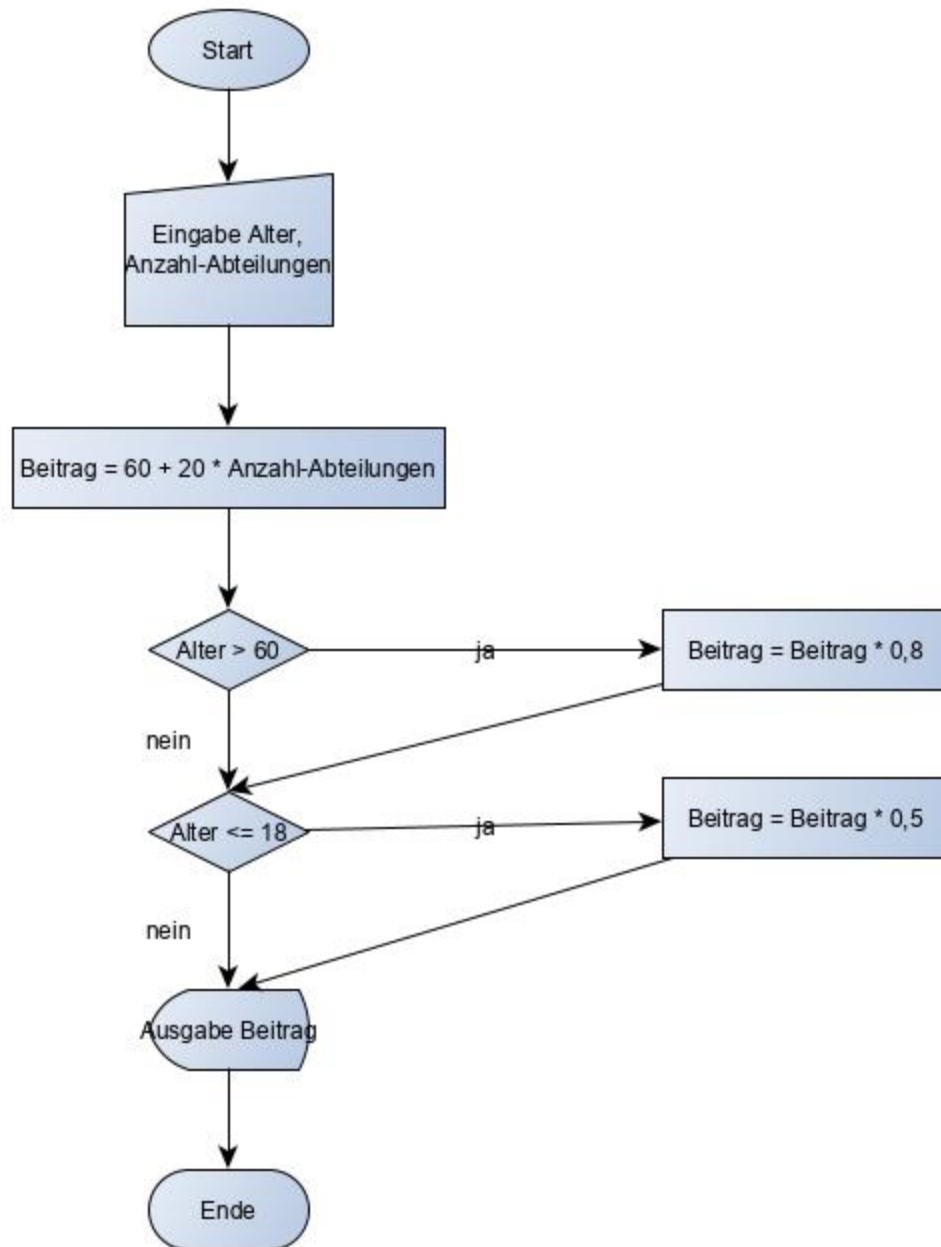 Start
Eingabe Alter,
Anzahl-Abteilungen
Beitrag = 60 + 20 * Anzahl-Abteilungen
Alter > 60
ja
Beitrag = Beitrag * 0,8
nein
Alter <= 18
ja
Beitrag = Beitrag * 0,5
nein
Ausgabe Beitrag
Ende